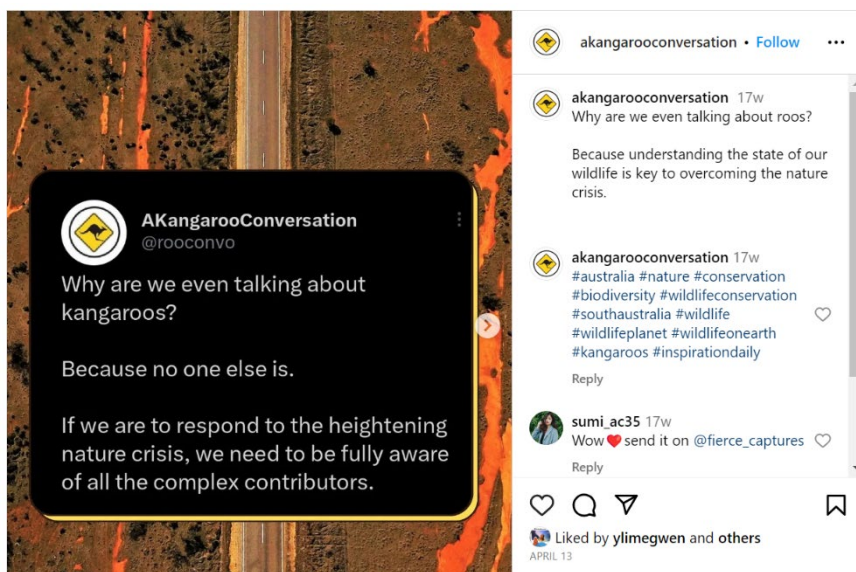 AKangarooConversation
@rooconvo
Why are we even talking about
kangaroos?
Because no one else is.
If we are to respond to the heightening
nature crisis, we need to be fully aware
of all the complex contributors.
akangarooconversation • Follow
akangarooconversation 17w
Why are we even talking about roos?
Because understanding the state of our
wildlife is key to overcoming the nature
crisis.
akangarooconversation 17w
#australia #nature #conservation
#biodiversity #wildlifeconservation
#southaustralia #wildlife
#wildlifeplanet #wildlifeonearth
#kangaroos #inspirationdaily
Reply
sumi_ac35 17w
Wow❤️send it on @fierce_captures
Reply
Liked by ylimegwen and others
APRIL 13